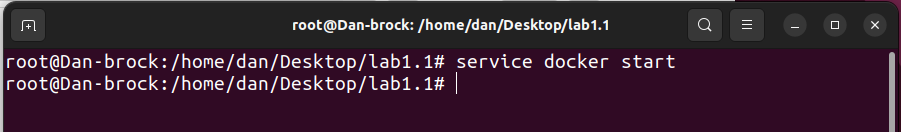 root@Dan-brock: /home/dan/Desktop/lab1.1
root@Dan-brock:/home/dan/Desktop/lab1.1# service docker start
root@Dan-brock:/home/dan/Desktop/lab1.1#